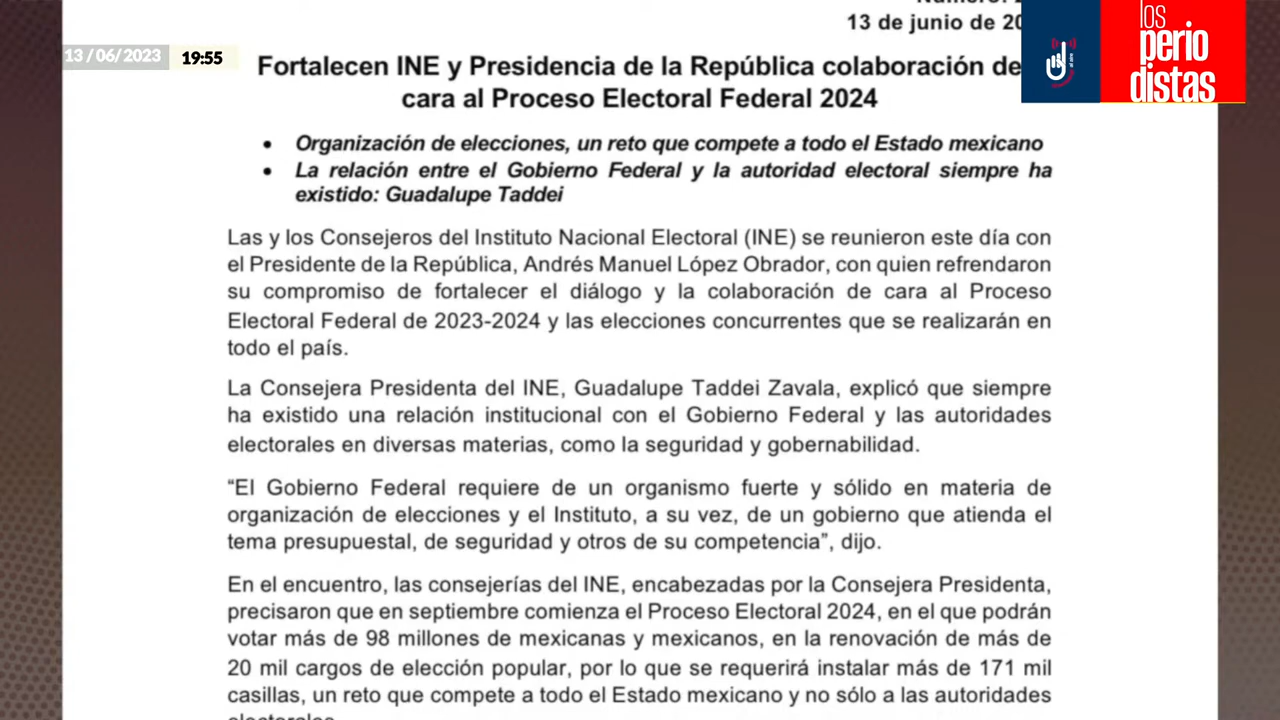 13 de junio de
los
perio
distas
13/06/2023 19:55
Fortalecen INE y Presidencia de la República colaboración de
cara al Proceso Electoral Federal 2024
• Organización de elecciones, un reto que compete a todo el Estado mexicano
• La relación entre el Gobierno Federal y la autoridad electoral siempre ha
existido: Guadalupe Taddei
Las y los Consejeros del Instituto Nacional Electoral (INE) se reunieron este día con
el Presidente de la República, Andrés Manuel López Obrador, con quien refrendaron
su compromiso de fortalecer el diálogo y la colaboración de cara al Proceso
Electoral Federal de 2023-2024 y las elecciones concurrentes que se realizarán en
todo el país.
La Consejera Presidenta del INE, Guadalupe Taddei Zavala, explicó que siempre
ha existido una relación institucional con el Gobierno Federal y las autoridades
electorales en diversas materias, como la seguridad y gobernabilidad.
“El Gobierno Federal requiere de un organismo fuerte y sólido en materia de
organización de elecciones y el Instituto, a su vez, de un gobierno que atienda el
tema presupuestal, de seguridad y otros de su competencia”, dijo.
En el encuentro, las consejerías del INE, encabezadas por la Consejera Presidenta,
precisaron que en septiembre comienza el Proceso Electoral 2024, en el que podrán
votar más de 98 millones de mexicanas y mexicanos, en la renovación de más de
20 mil cargos de elección popular, por lo que se requerirá instalar más de 171 mil
casillas, un reto que compete a todo el Estado mexicano y no sólo a las autoridades